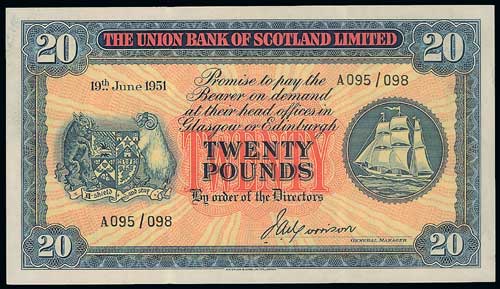 20 THE UNION BANK OF SCOTLAND LIMITED 20
19th June 1951
Promise to pay the
Bearer on demand
at their head offices in
Glasgow or Edinburgh
A095/098
TWENTY
TWENTY
POUNDS
By order of the Directors
A095/098
GENERAL MANAGER
20 20